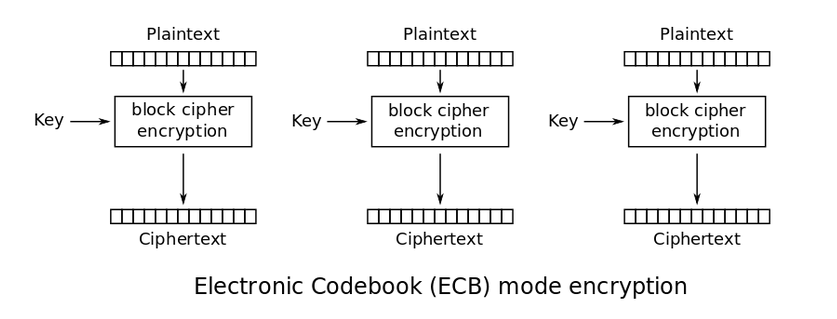 Plaintext
Plaintext
Plaintext
Key
block cipher
encryption
Key
block cipher
encryption
Key
block cipher
encryption
Ciphertext
Ciphertext
Ciphertext
Electronic Codebook (ECB) mode encryption